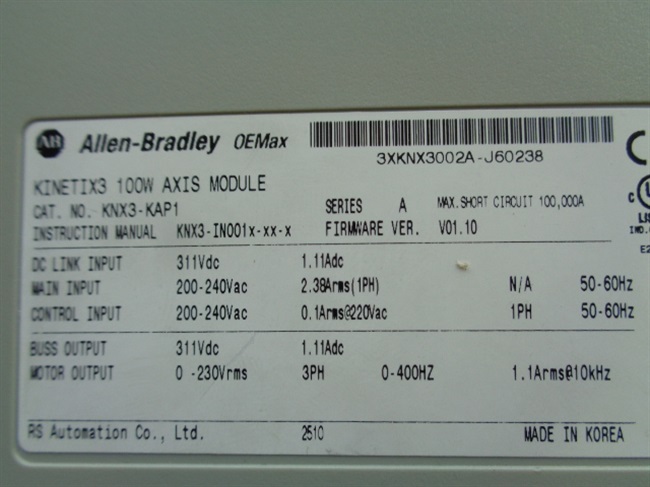 AB Allen-Bradley OEMax
3XKNX3002A-J60238
KINETIX3 100W AXIS MODULE
CAT. NO. KNX3-KAP1 SERIES A MAX.SHORT CIRCUIT 100,000A
INSTRUCTION MANUAL KNX3-IN001x-xx-x FIRMWARE VER. V01.10
DC LINK INPUT 311Vdc 1.11Adc
MAIN INPUT 200-240Vac 2.38Arms(1PH) N/A 50-60Hz
CONTROL INPUT 200-240Vac 0.1Arms@220Vac 1PH 50-60Hz
BUSS OUTPUT 311Vdc 1.11Adc
MOTOR OUTPUT 0 -230Vrms 3PH 0-400HZ 1.1Arms@10kHz
RS Automation Co., Ltd. 2510 MADE IN KOREA